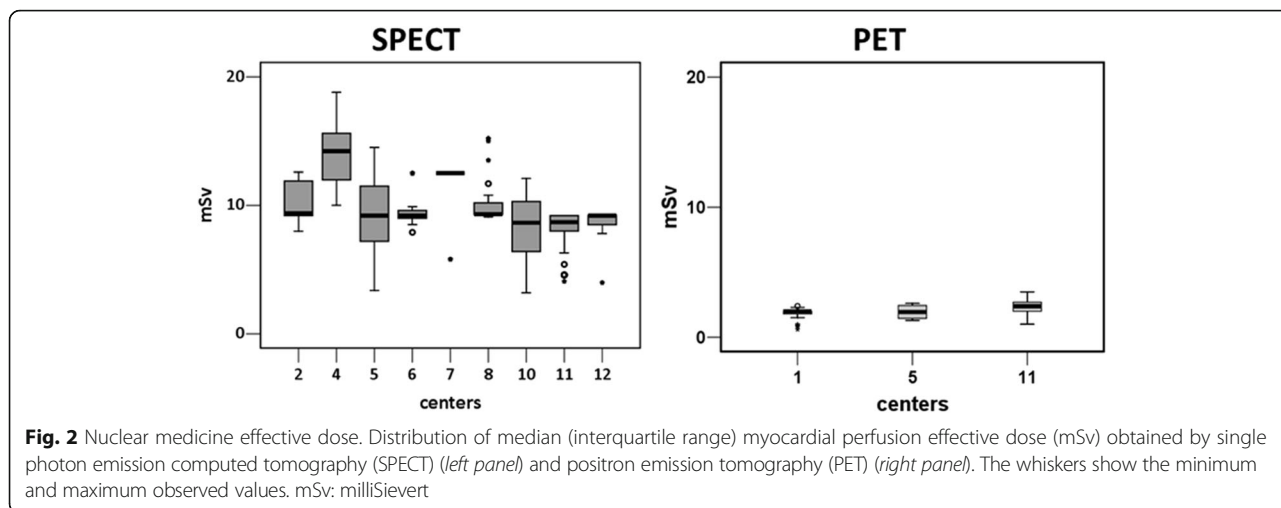 SPECT
20
10
0
mSv
2 4 5 6 7 8 10 11 12
centers
PET
20
10
0
mSv
1 5 11
centers
Fig. 2 Nuclear medicine effective dose. Distribution of median (interquartile range) myocardial perfusion effective dose (mSv) obtained by single
photon emission computed tomography (SPECT) (left panel) and positron emission tomography (PET) (right panel). The whiskers show the minimum
and maximum observed values. mSv: milliSievert